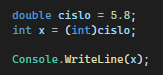 double cislo = 5.8;
int x = (int)cislo;
Console.WriteLine(x);